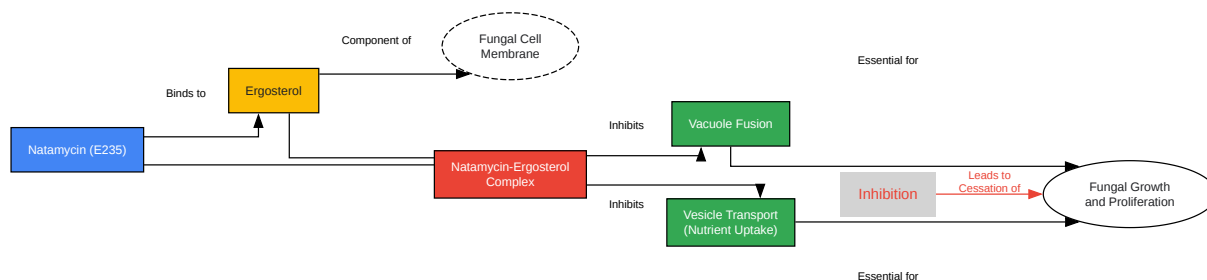 Fungal Cell
Membrane
Component of
Essential for
Ergosterol
Binds to
Natamycin (E235)
Inhibits
Vacuole Fusion
Natamycin-Ergosterol
Complex
Leads to
Cessation of
Inhibition
Fungal Growth
and Proliferation
Inhibits
Vesicle Transport
(Nutrient Uptake)
Essential for